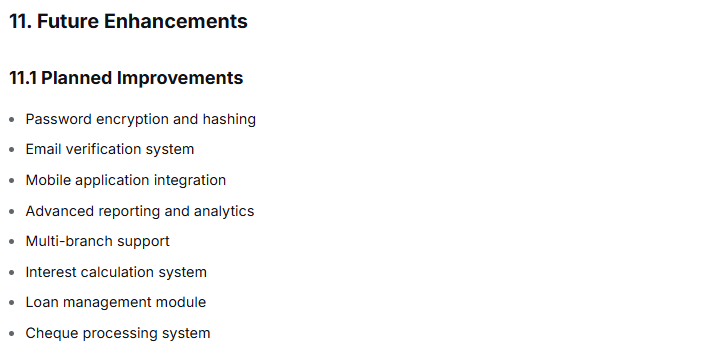 11. Future Enhancements
11.1 Planned Improvements
• Password encryption and hashing
• Email verification system
• Mobile application integration
• Advanced reporting and analytics
• Multi-branch support
• Interest calculation system
• Loan management module
• Cheque processing system